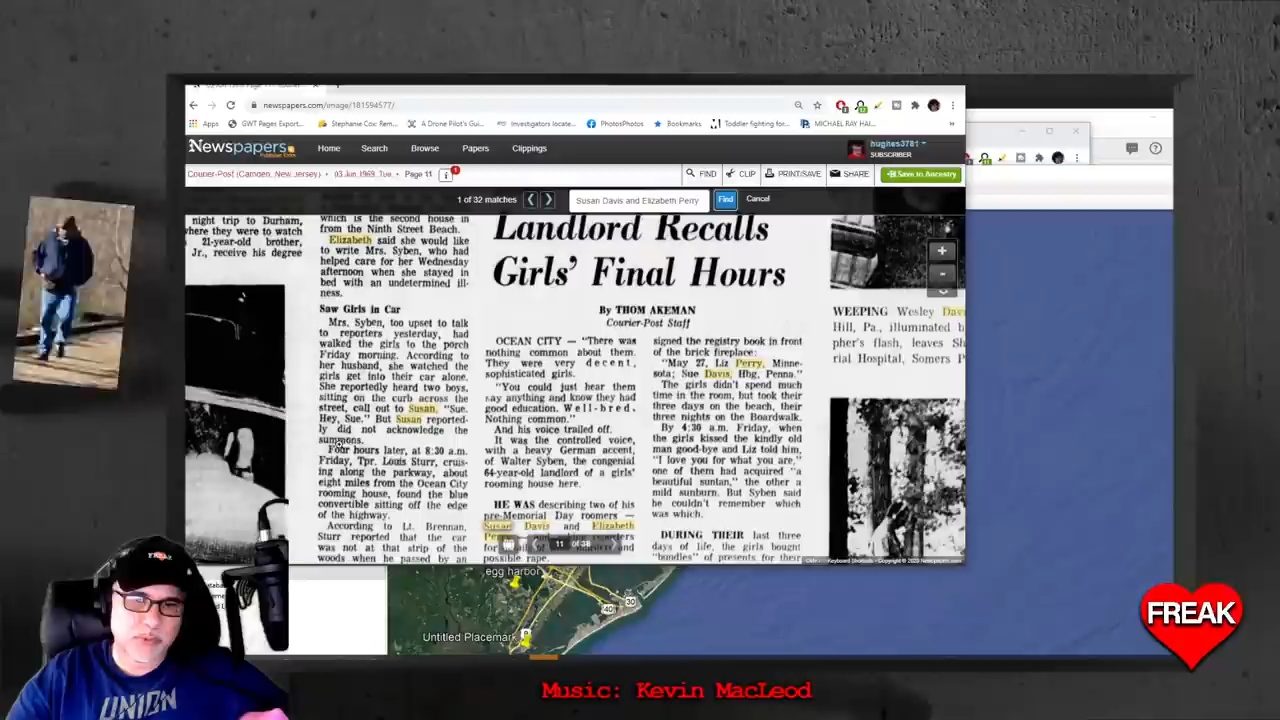 newspapers.com/image/181594577/
Apps
GWT Pages Export...
Stephanie Cox: Rem...
A Drone Pilot's Gui...
Investigators locate...
PhotosPhotos
Bookmarks
Toddler fighting for...
MICHAEL RAY HAI...
Newspapers
Home
Search
Browse
Papers
Clippings
hughes3781
SUBSCRIBER
Courier-Post (Camden, New Jersey)
03 Jun 1969, Tue
Page 11
FIND
CLIP
PRINT/SAVE
SHARE
Save to Ancestry
1 of 32 matches
Susan Davis and Elizabeth Perry
Find
Cancel
night trip to Durham,
where they were to watch
21-year-old brother,
Jr., receive his degree
which is the second house in
from the Ninth Street Beach.
Elizabeth said she would like
to write Mrs. Syben, who had
helped care for her Wednesday
afternoon when she stayed in
bed with an undetermined ill-
ness.
Saw Girls in Car
Mrs. Syben, too upset to talk
to reporters yesterday, had
walked the girls to the porch
Friday morning. According to
her husband, she watched the
girls get into their car alone.
She reportedly heard two boys,
sitting on the curb across the
street, call out to Susan, "Sue.
Hey, Sue." But Susan reported-
ly did not acknowledge the
summons.
Four hours later, at 8:30 a.m.
Friday, Tpr. Louis Sturr, cruis-
ing along the parkway, about
eight miles from the Ocean City
rooming house, found the blue
convertible sitting off the edge
of the highway.
According to Lt. Brennan,
Sturr reported that the car
was not at that strip of the
woods when he passed by an
Landlord Recalls
Girls' Final Hours
By THOM AKEMAN
Courier-Post Staff
OCEAN CITY — "There was
nothing common about them.
They were very decent,
sophisticated girls.
"You could just hear them
say anything and know they had
good education. Well-bred.
Nothing common."
And his voice trailed off.
It was the controlled voice,
with a heavy German accent,
of Walter Syben, the congenial
64-year-old landlord of a girls'
rooming house here.
HE WAS describing two of his
pre-Memorial Day roomers —
Susan Davis and Elizabeth
possible rape.
signed the registry book in front
of the brick fireplace:
"May 27, Liz Perry, Minne-
sota; Sue Davis, Hbg, Penna."
The girls didn't spend much
time in the room, but took their
three days on the beach, their
three nights on the Boardwalk.
By 4:30 a.m. Friday, when
the girls kissed the kindly old
man good-bye and Liz told him,
"I love you for what you are,"
one of them had acquired "a
beautiful suntan," the other a
mild sunburn. But Syben said
he couldn't remember which
was which.
DURING THEIR last three
days of life, the girls bought
"bundles" of presents for their
WEEPING Wesley Dav
Hill, Pa., illuminated b
pher's flash, leaves Sh
rial Hospital, Somers P
11
egg harbor
Untitled Placemark
40
30
FREAK
UNION
FREAK
Music: Kevin MacLeod